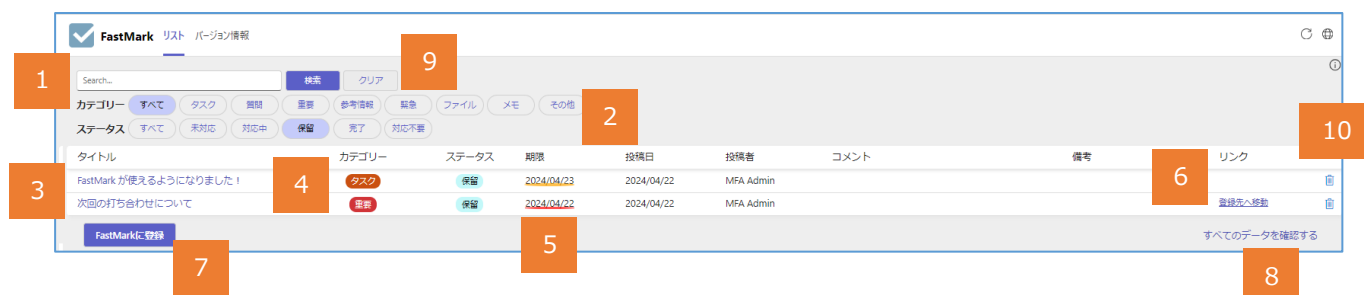 FastMark リスト バージョン情報
9
1
Search... 検索 クリア
カテゴリー すべて タスク 質問 重要 参考情報 緊急 ファイル メモ その他
2
ステータス すべて 未対応 対応中 保留 完了 対応不要
10
タイトル カテゴリー ステータス 期限 投稿日 投稿者 コメント 備考 リンク
3
4
6
FastMark が使えるようになりました！ タスク 保留 2024/04/23 2024/04/22 MFA Admin
次回の打ち合わせについて 重要 保留 2024/04/22 2024/04/22 MFA Admin 登録先へ移動
FastMarkに登録 すべてのデータを確認する
5
7
8